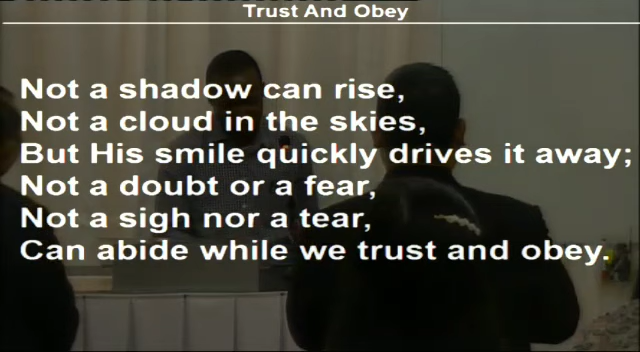 Trust And Obey
Not a shadow can rise,
Not a cloud in the skies,
But His smile quickly drives it away;
Not a doubt or a fear,
Not a sigh nor a tear,
Can abide while we trust and obey.